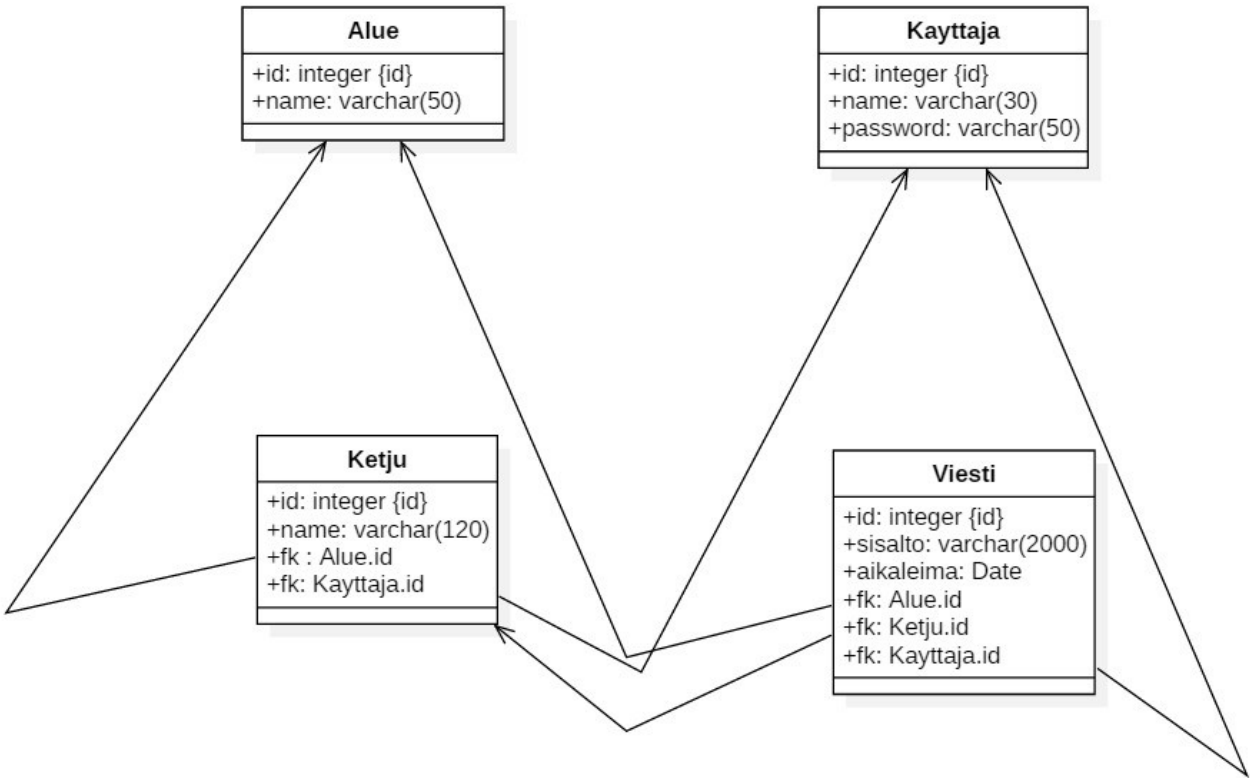 Alue
+id: integer {id}
+name: varchar(50)
Kayttaja
+id: integer {id}
+name: varchar(30)
+password: varchar(50)
Ketju
+id: integer {id}
+name: varchar(120)
+fk : Alue.id
+fk: Kayttaja.id
Viesti
+id: integer {id}
+sisalto: varchar(2000)
+aikaleima: Date
+fk: Alue.id
+fk: Ketju.id
+fk: Kayttaja.id